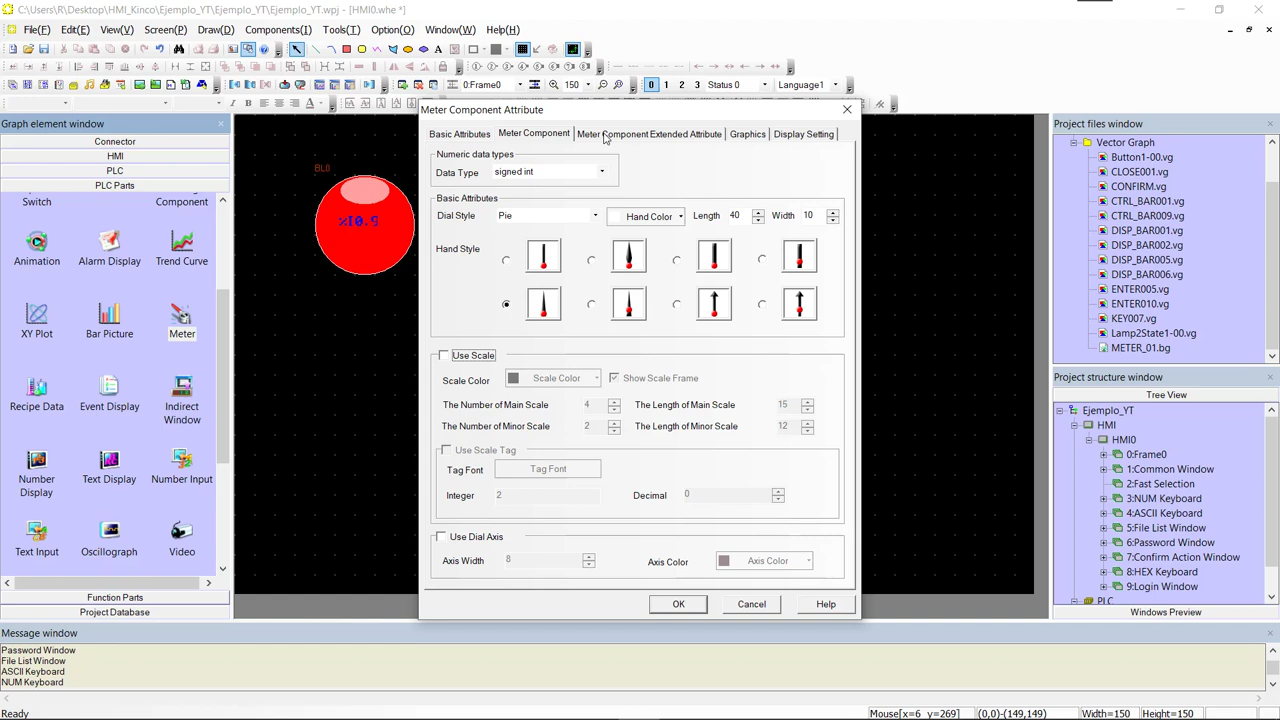 C:\Users\R\Desktop\HMI_Kinco\Ejemplo_YT\Ejemplo_YT\Ejemplo_YT.wpj - [HMI0.whe *]
File(F) Edit(E) View(V) Screen(P) Draw(D) Components(I) Tools(T) Option(O) Window(W) Help(H)
0:Frame0 150 0 1 2 3 Status 0 Language1
Graph element window
Connector
HMI
PLC
PLC Parts
Switch Component
Animation Alarm Display Trend Curve
XY Plot Bar Picture Meter
Recipe Data Event Display Indirect Window
Number Display Text Display Number Input
Text Input Oscillograph Video
Function Parts
Project Database
BL0
Meter Component Attribute
Basic Attributes Meter Component Meter Component Extended Attribute Graphics Display Setting
Numeric data types
Data Type signed int
Basic Attributes
Dial Style Pie Hand Color Length 40 Width 10
Hand Style
Use Scale
Scale Color Scale Color Show Scale Frame
The Number of Main Scale 4 The Length of Main Scale 15
The Number of Minor Scale 2 The Length of Minor Scale 12
Use Scale Tag
Tag Font Tag Font
Integer 2 Decimal 0
Use Dial Axis
Axis Width 8 Axis Color Axis Color
OK Cancel Help
Project files window
Vector Graph
Button1-00.vg
CLOSE001.vg
CONFIRM.vg
CTRL_BAR001.vg
CTRL_BAR009.vg
DISP_BAR001.vg
DISP_BAR002.vg
DISP_BAR005.vg
DISP_BAR006.vg
ENTER005.vg
ENTER010.vg
KEY007.vg
Lamp2State1-00.vg
METER_01.bg
Project structure window
Tree View
Ejemplo_YT
HMI
HMI0
0:Frame0
1:Common Window
2:Fast Selection
3:NUM Keyboard
4:ASCII Keyboard
5:File List Window
6:Password Window
7:Confirm Action Window
8:HEX Keyboard
9:Login Window
PLC
Windows Preview
Message window
Password Window
File List Window
ASCII Keyboard
NUM Keyboard
Ready Mouse[x=6 y=269] (0,0)-(149,149) Width=150 Height=150